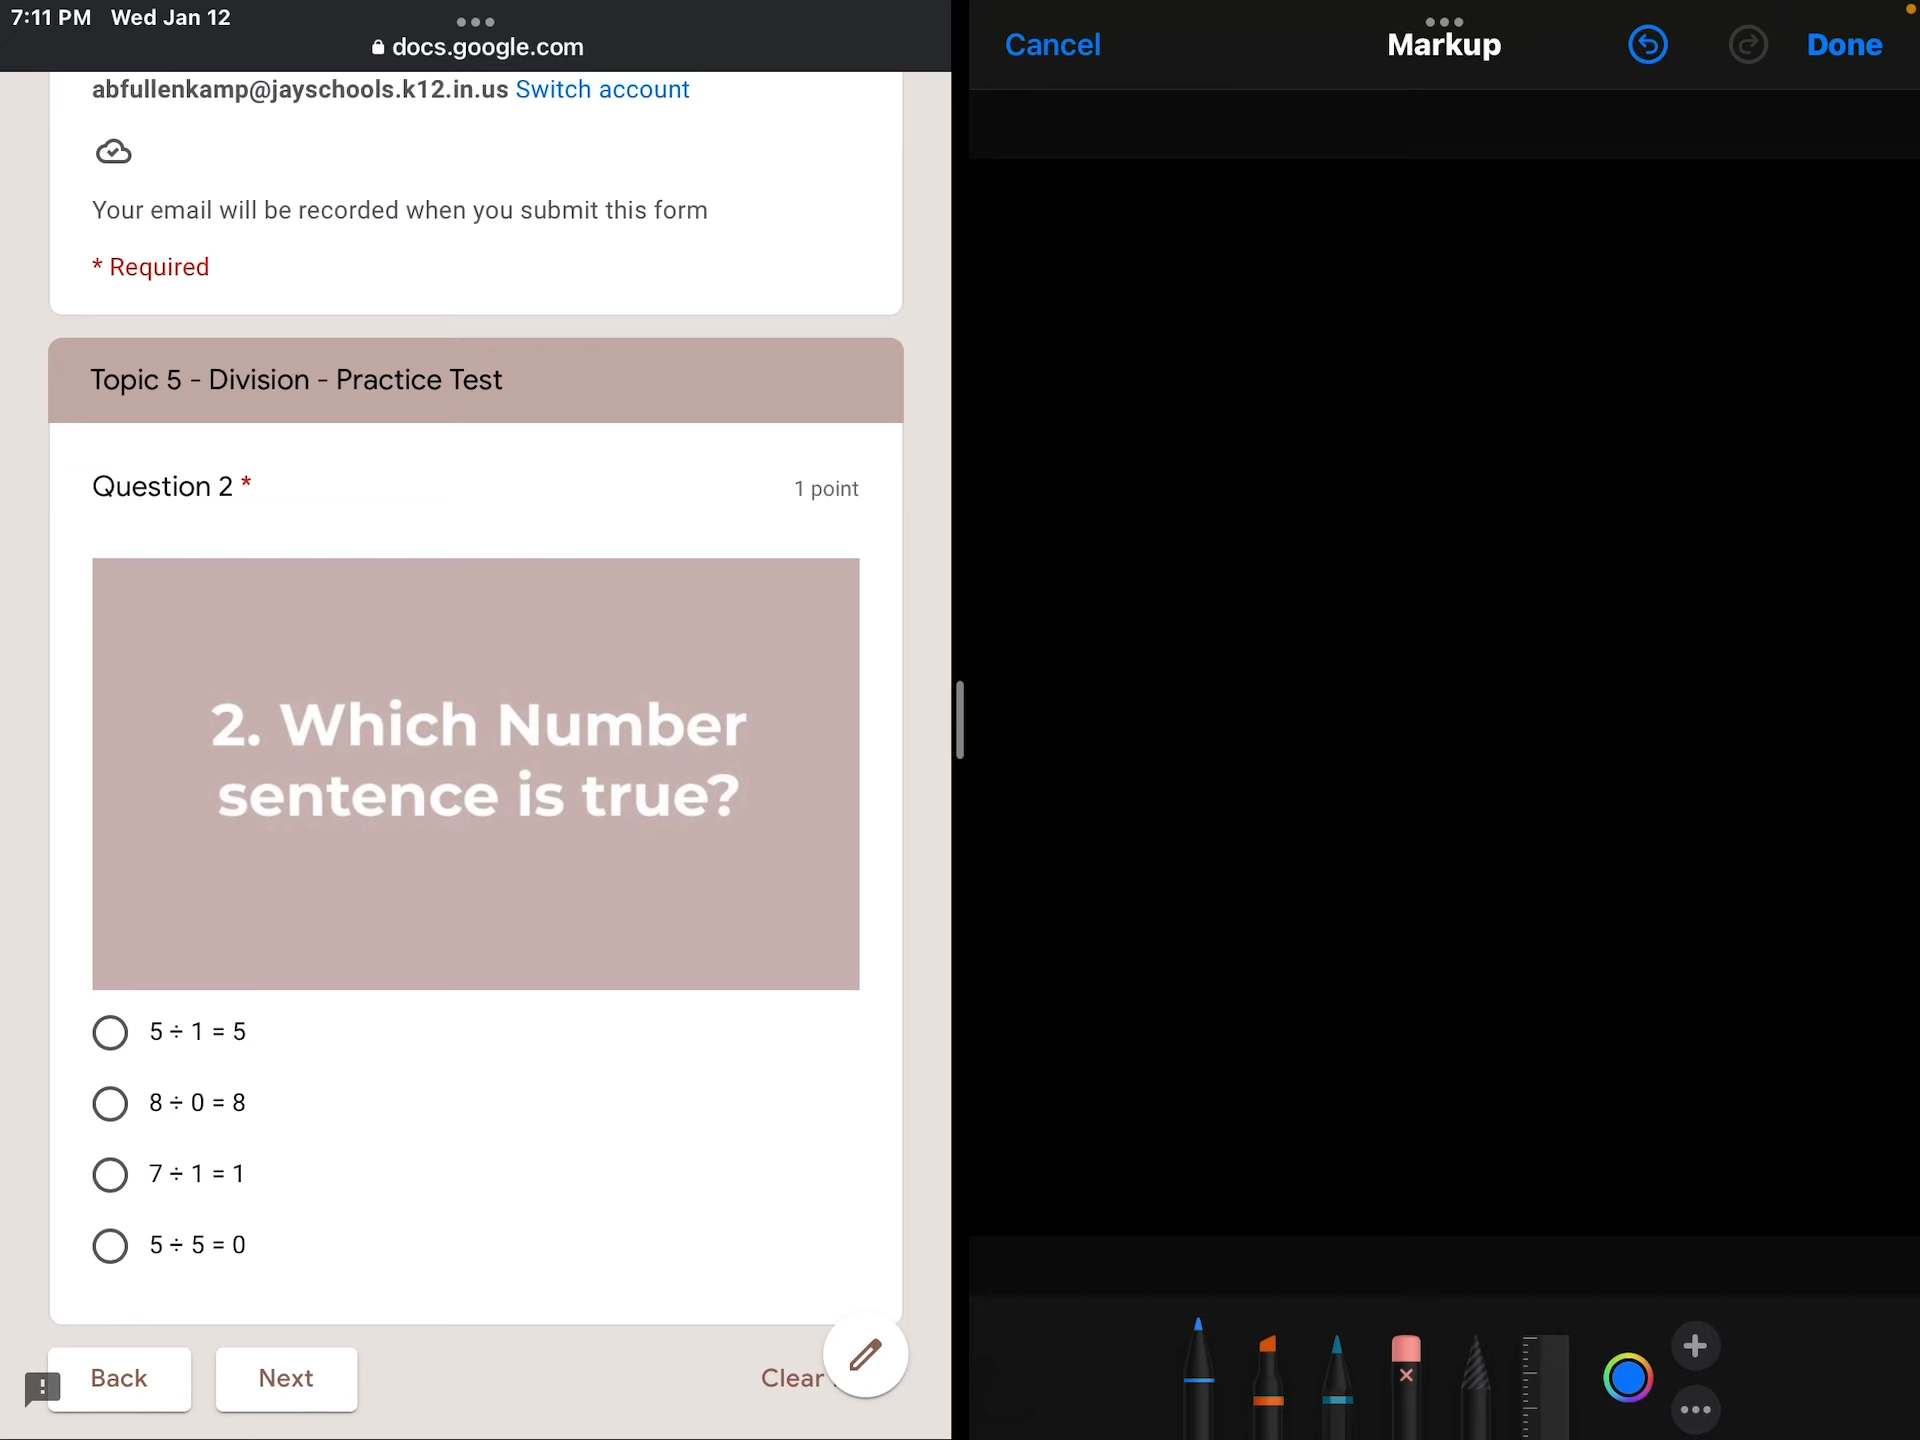 7:11 PM Wed Jan 12
docs.google.com
abfullenkamp@jayschools.k12.in.us Switch account
Your email will be recorded when you submit this form
* Required
Topic 5 - Division - Practice Test
Question 2 *
1 point
2. Which Number
sentence is true?
5 ÷ 1 = 5
8 ÷ 0 = 8
7 ÷ 1 = 1
5 ÷ 5 = 0
Back
Next
Clear
Cancel
Markup
Done